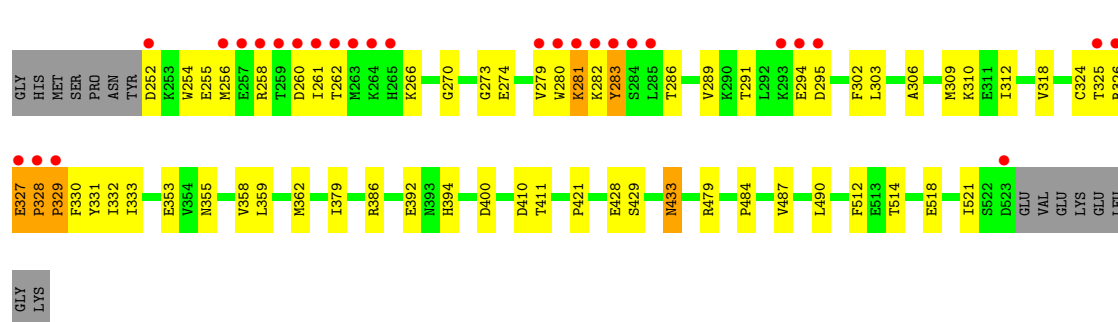 GLY HIS MET SER PRO ASN TYR D252 K253 W254 E255 M256 E257 R258 T259 D260 I261 T262 M263 K264 H265 K266 G270 G273 E274 V279 W280 K281 K282 Y283 S284 L285 T286 V289 K290 T291 L292 K293 E294 D295 F302 L303 A306 M309 K310 E311 I312 V318 C324 T325
E327 P328 P329 F330 Y331 I332 I333 E353 V354 N355 V358 L359 M362 I379 R386 E392 N393 H394 D400 D410 T411 P421 E428 S429 N433 R479 P484 V487 L490 F512 E513 T514 E518 I521 S522 D523 GLU VAL GLU LYS GLU
GLY LYS